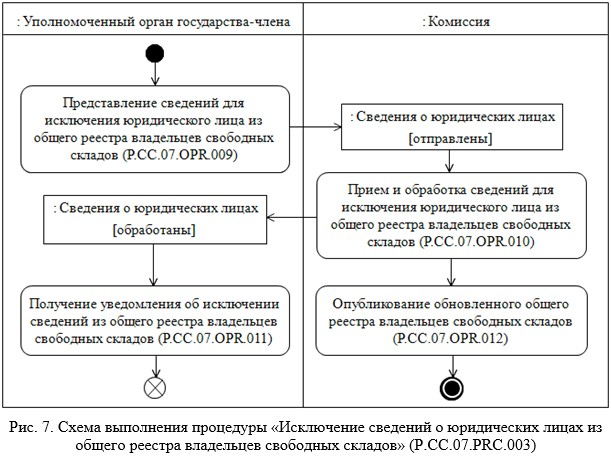 : Уполномоченный орган государства-члена
: Комиссия
Представление сведений для
исключения юридического лица из
общего реестра владельцев свободных
складов (P.CC.07.OPR.009)
: Сведения о юридических лицах
[отправлены]
Прием и обработка сведений для
исключения юридического лица из
общего реестра владельцев свободных
складов (P.CC.07.OPR.010)
: Сведения о юридических лицах
[обработаны]
Получение уведомления об исключении
сведений из общего реестра владельцев
свободных складов (P.CC.07.OPR.011)
Опубликование обновленного общего
реестра владельцев свободных складов
(P.CC.07.OPR.012)
Рис. 7. Схема выполнения процедуры «Исключение сведений о юридических лицах из
общего реестра владельцев свободных складов» (P.CC.07.PRC.003)